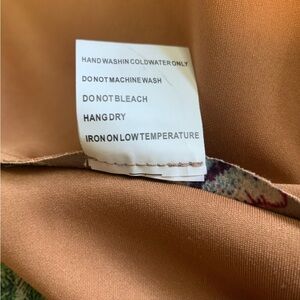 HAND WASH IN COLD WATER ONLY
DO NOT MACHINE WASH
DO NOT BLEACH
HANG DRY
IRON ON LOW TEMPERATURE